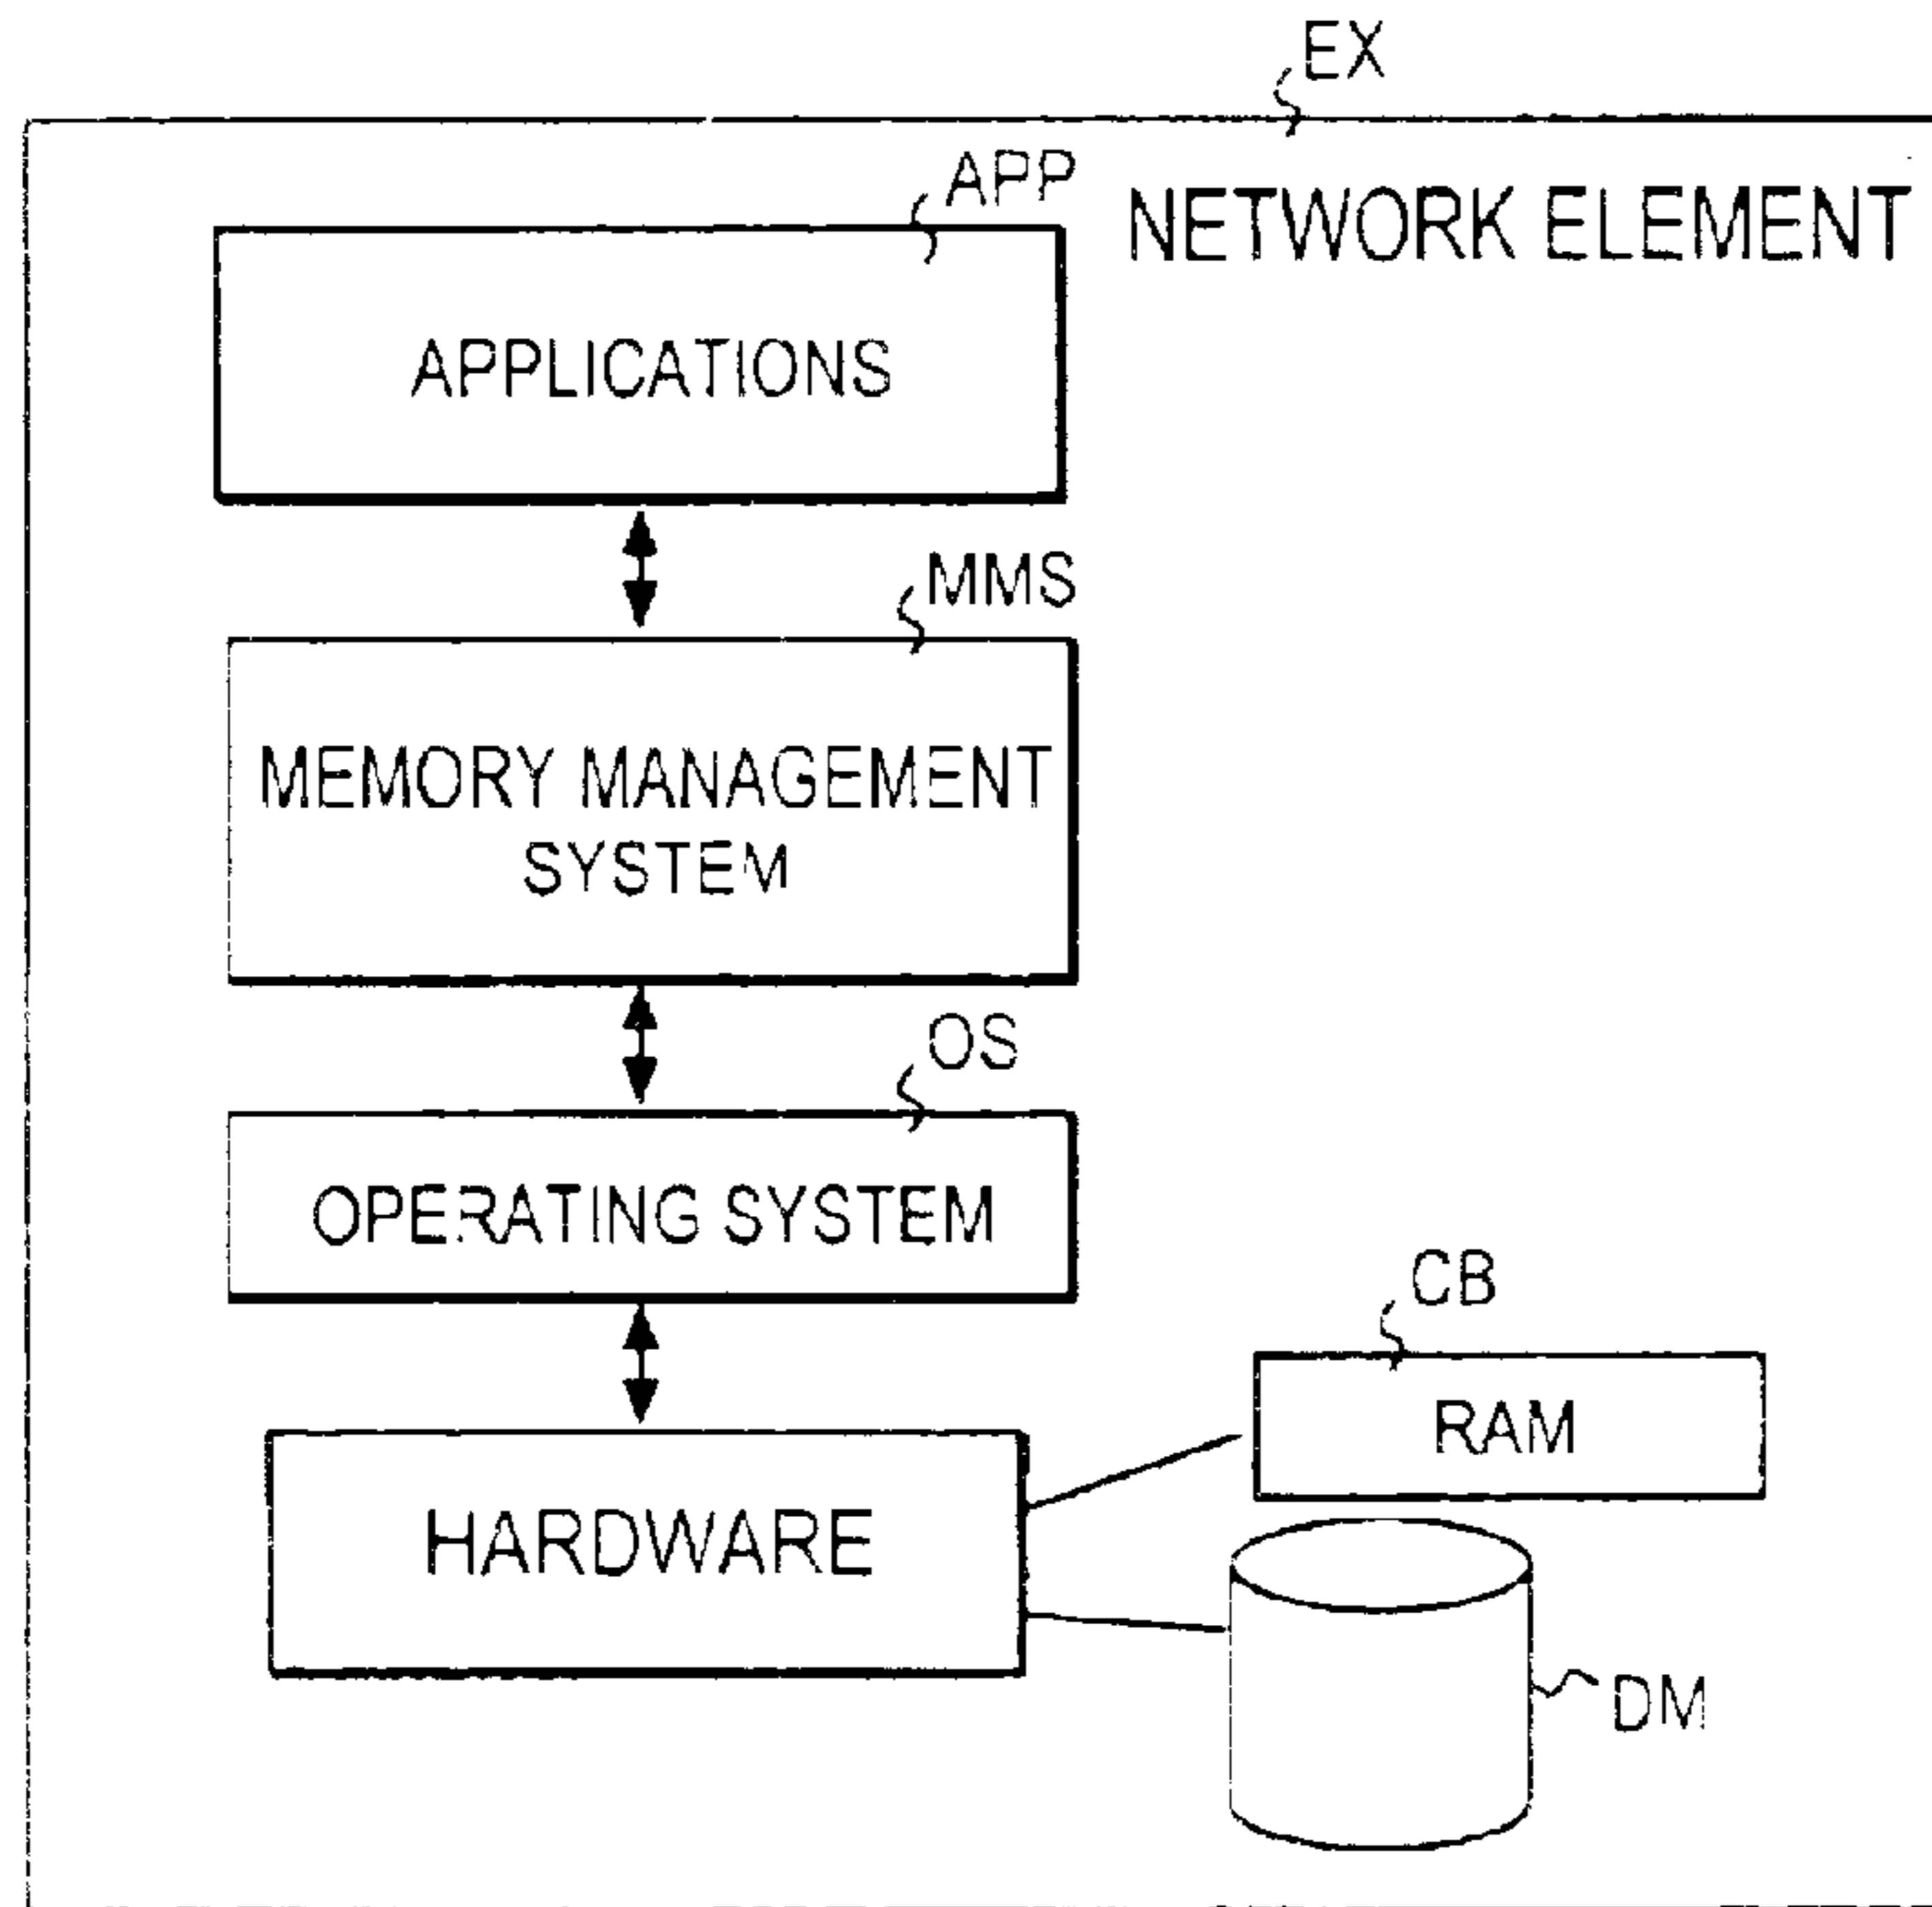 EX
APP
NETWORK ELEMENT
APPLICATIONS
MMS
MEMORY MANAGEMENT
SYSTEM
OS
OPERATING SYSTEM
CB
RAM
HARDWARE
DM